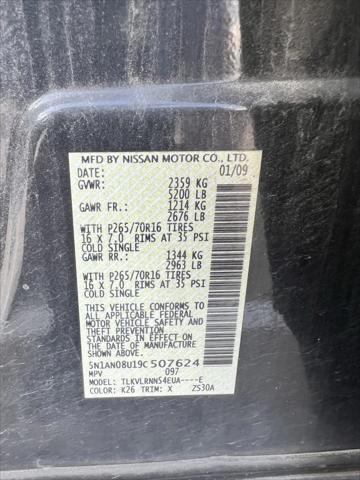 MFD BY NISSAN MOTOR CO., LTD.
DATE: 01/09
GVWR: 2359 KG
5200 LB
GAWR FR.: 1214 KG
2676 LB
WITH P265/70R16 TIRES
16 X 7.0 RIMS AT 35 PSI
COLD SINGLE
GAWR RR.: 1344 KG
2963 LB
WITH P265/70R16 TIRES
16 X 7.0 RIMS AT 35 PSI
COLD SINGLE
THIS VEHICLE CONFORMS TO
ALL APPLICABLE FEDERAL
MOTOR VEHICLE SAFETY
STANDARDS IN EFFECT ON THE
DATE OF MANUFACTURE
SHOWN ABOVE
5N1AN08U19C507624
MPV 097
MODEL: TLKVLRNN54EUA----E
COLOR: K26 TRIM: X ZS30A